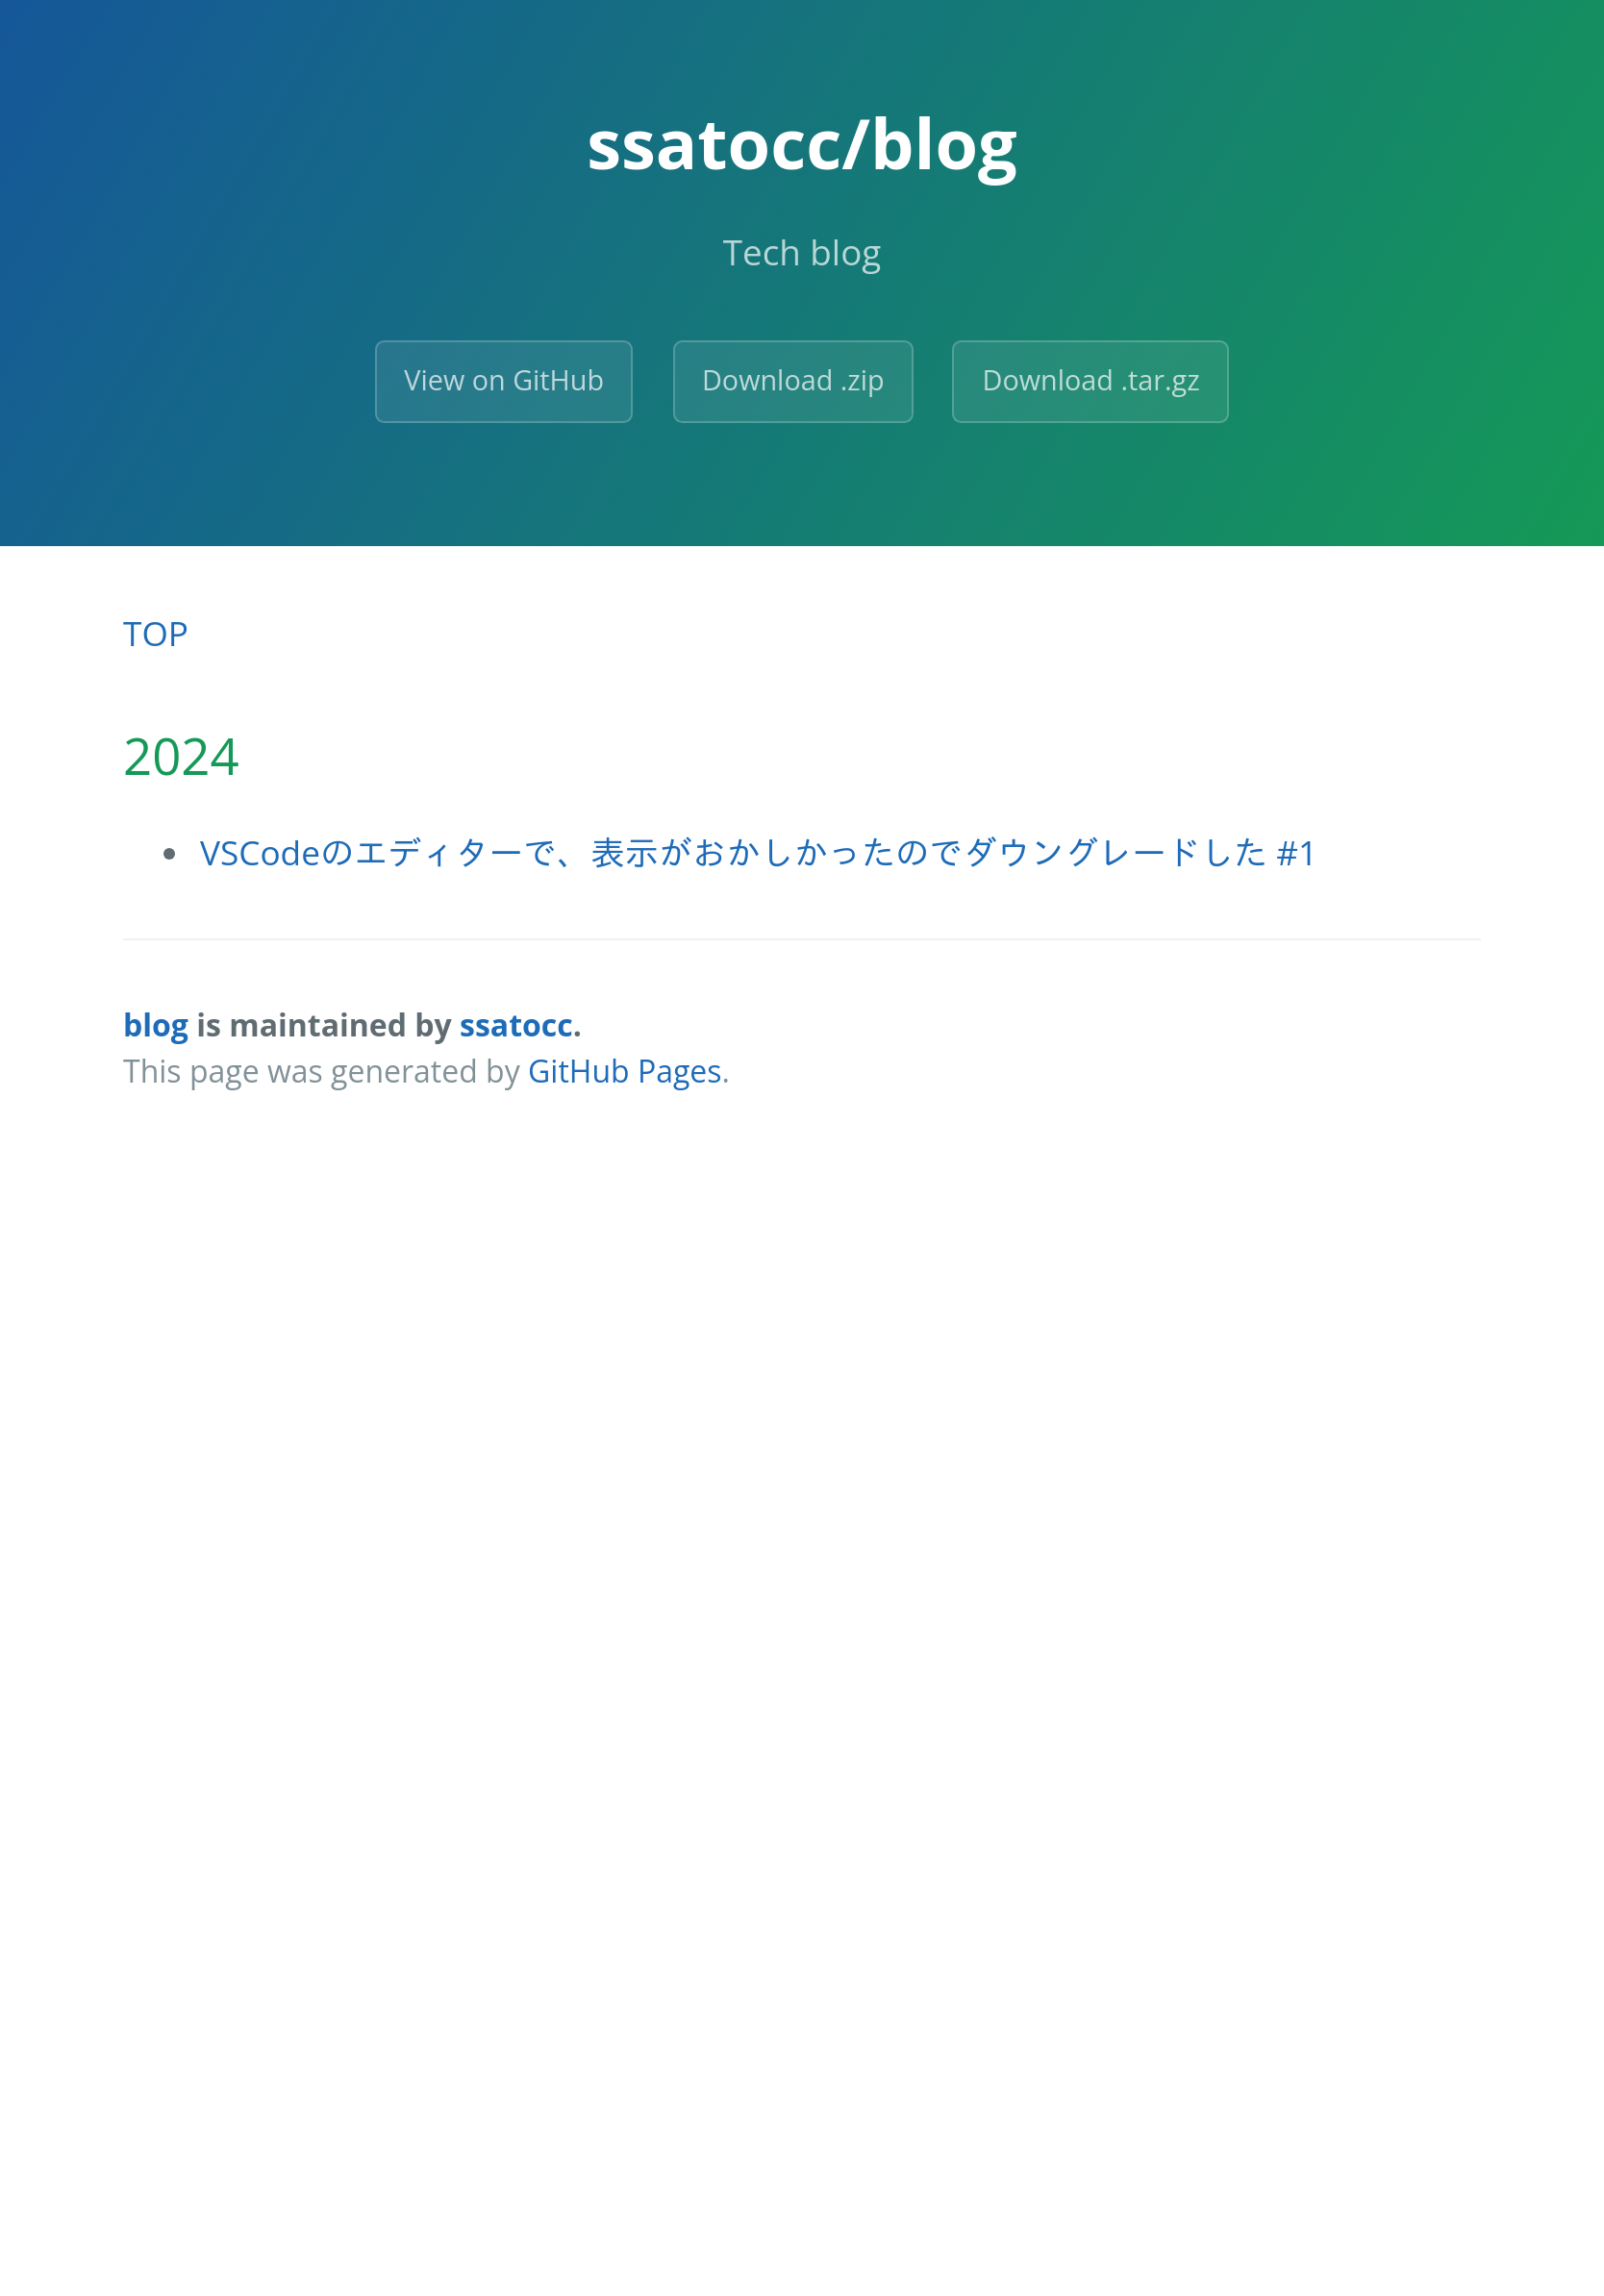 ssatocc/blog
Tech blog
View on GitHub
Download .zip
Download .tar.gz
TOP
2024
VSCodeのエディターで、表示がおかしかったのでダウングレードした #1
blog is maintained by ssatocc.
This page was generated by GitHub Pages.